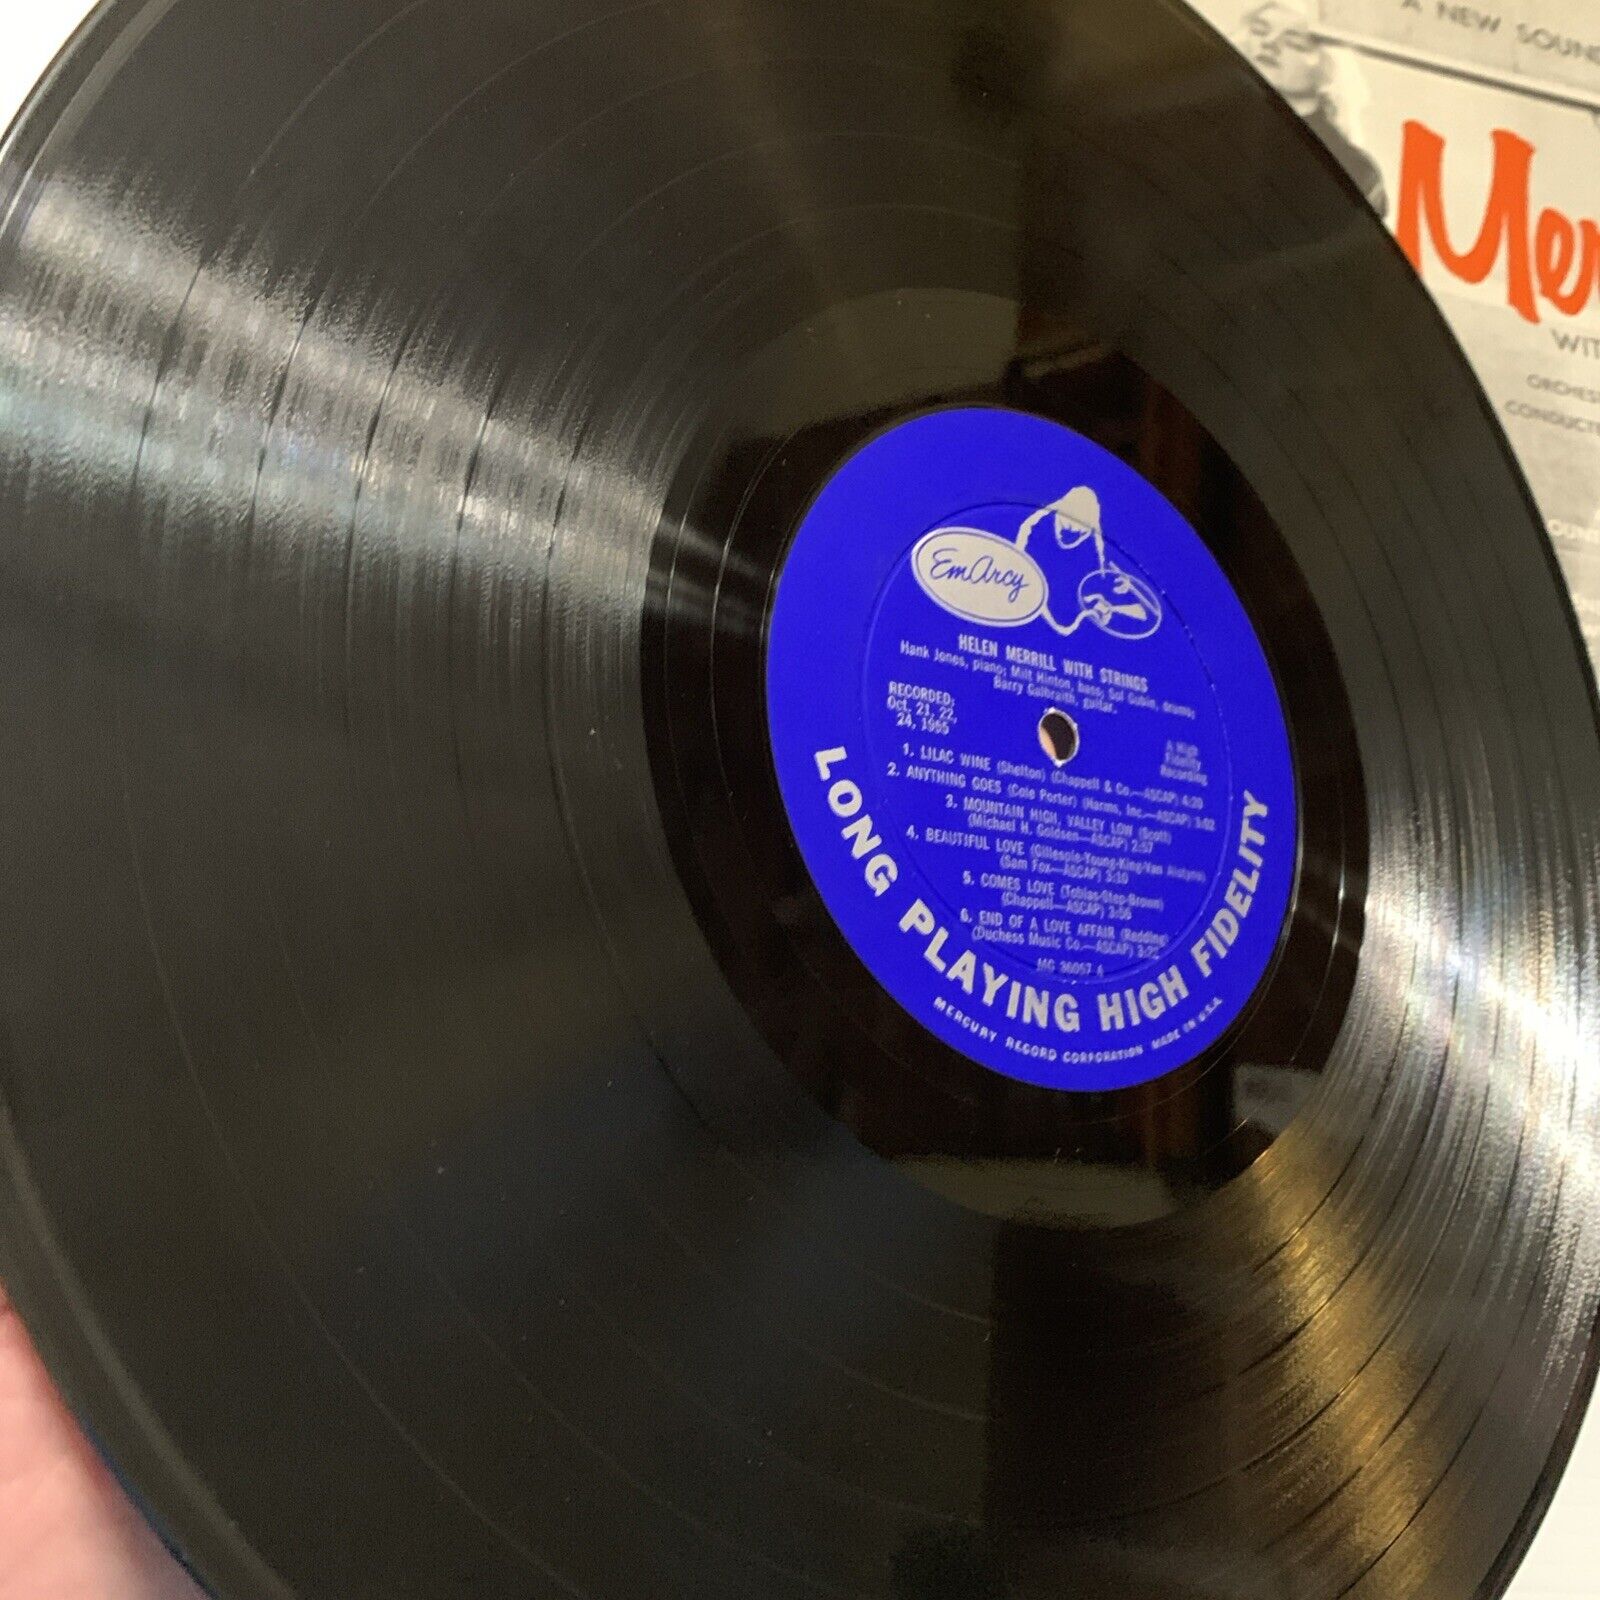 A NEW SOUN
Mer
WIT
ORCHES
CONDUCTE
EmArcy
HELEN MERRILL WITH STRINGS
Hank Jones, piano; Milt Hinton, bass; Sol Gubin, drums;
Barry Galbraith, guitar.
RECORDED:
Oct. 21, 22,
24, 1955
A High
Fidelity
Recording
1. LILAC WINE (Shelton) (Chappell & Co.—ASCAP) 4:20
2. ANYTHING GOES (Cole Porter) (Harms, Inc.—ASCAP) 3:02
3. MOUNTAIN HIGH, VALLEY LOW (Scott)
(Michael H. Goldsen—ASCAP) 2:57
4. BEAUTIFUL LOVE (Gillespie-Young-King-Van Alstyne)
(Sam Fox—ASCAP) 3:10
5. COMES LOVE (Tobias-Step-Brown)
(Chappell—ASCAP) 3:56
6. END OF A LOVE AFFAIR (Redding)
(Duchess Music Co.—ASCAP)
MG 36057 A
LONG PLAYING HIGH FIDELITY
MERCURY RECORD CORPORATION MADE IN U.S.A.